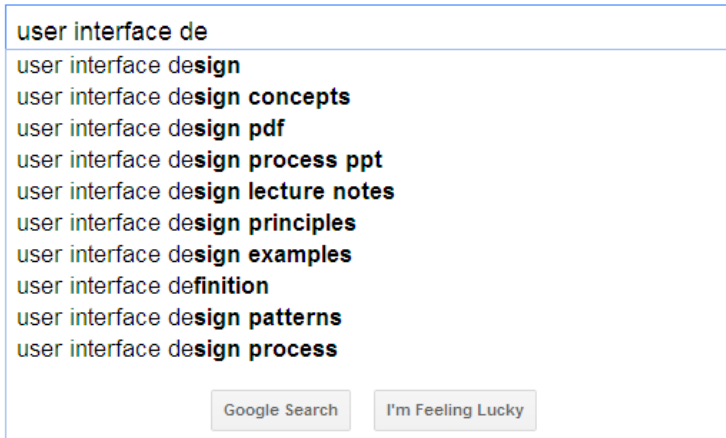 user interface de
user interface design
user interface design concepts
user interface design pdf
user interface design process ppt
user interface design lecture notes
user interface design principles
user interface design examples
user interface definition
user interface design patterns
user interface design process
Google Search I'm Feeling Lucky